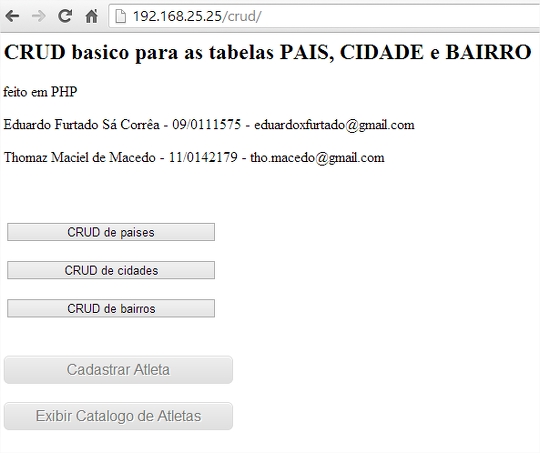 192.168.25.25/crud/
CRUD basico para as tabelas PAIS, CIDADE e BAIRRO
feito em PHP
Eduardo Furtado Sá Corrêa - 09/0111575 - eduardoxfurtado@gmail.com
Thomaz Maciel de Macedo - 11/0142179 - tho.macedo@gmail.com
CRUD de paises
CRUD de cidades
CRUD de bairros
Cadastrar Atleta
Exibir Catalogo de Atletas